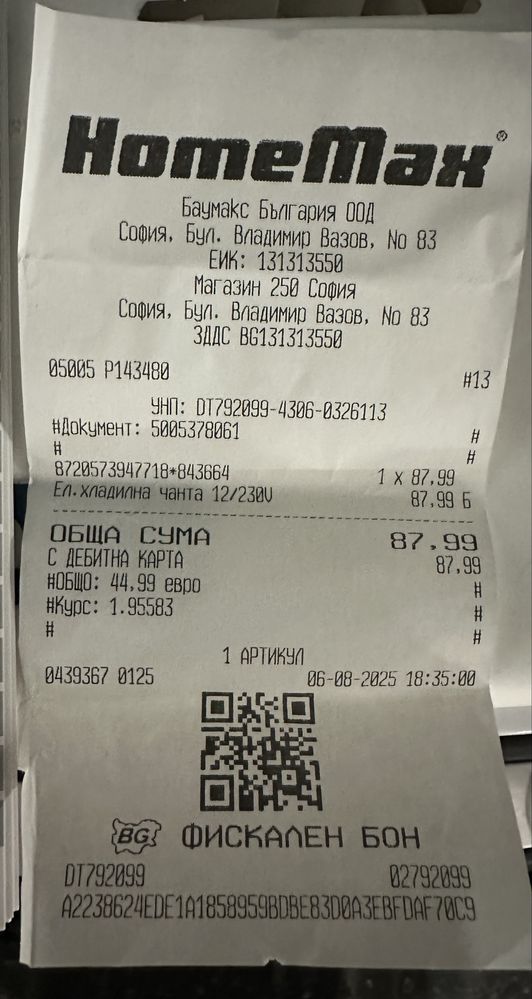 HomeMax®
Баумакс България ООД
София, Бул. Владимир Вазов, No 83
ЕИК: 131313550
Магазин 250 София
София, Бул. Владимир Вазов, No 83
ЗДДС BG131313550
05005 P143480 #13
УНП: DT792099-4306-0326113
#Документ: 5005378061 #
# #
8720573947718*843664 1 x 87,99
Ел.хладилна чанта 12/230V 87,99 Б
ОБЩА СУМА 87,99
С ДЕБИТНА КАРТА 87,99
#ОБЩО: 44.99 евро #
#Курс: 1.95583 #
# #
1 АРТИКУЛ
0439367 0125 06-08-2025 18:35:00
BG ФИСКАЛЕН БОН
DT792099 02792099
A2238624EDE1A1858959BDBE83D0A3EBFDAF70C9